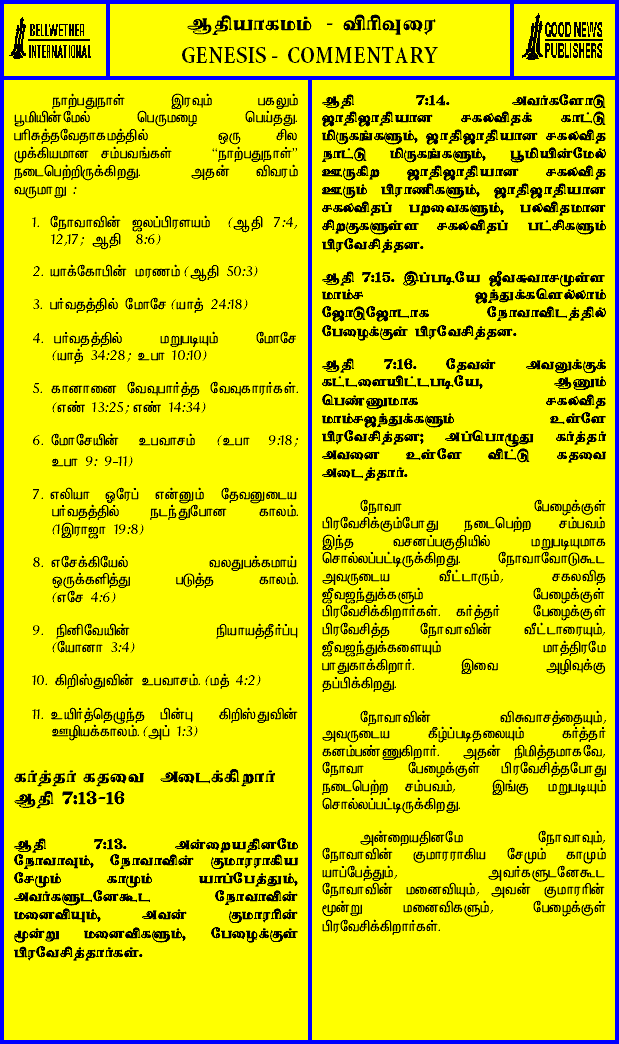 BELLWETHER
INTERNATIONAL
ஆதியாகமம் - விரிவுரை
GENESIS - COMMENTARY
GOOD NEWS
PUBLISHERS
நாற்பதுநாள் இரவும் பகலும்
பூமியின்மேல் பெருமழை பெய்தது.
பரிசுத்தவேதாகமத்தில் ஒரு சில
முக்கியமான சம்பவங்கள் “நாற்பதுநாள்”
நடைபெற்றிருக்கிறது. அதன் விவரம்
வருமாறு :
1. நோவாவின் ஜலப்பிரளயம் (ஆதி 7:4,
12,17; ஆதி 8:6)
2. யாக்கோபின் மரணம் (ஆதி 50:3)
3. பர்வதத்தில் மோசே (யாத் 24:18)
4. பர்வதத்தில் மறுபடியும் மோசே
(யாத் 34:28; உபா 10:10)
5. கானானை வேவுபார்த்த வேவுகாரர்கள்.
(எண் 13:25; எண் 14:34)
6. மோசேயின் உபவாசம் (உபா 9:18;
உபா 9: 9-11)
7. எலியா ஒரேப் என்னும் தேவனுடைய
பர்வதத்தில் நடந்துபோன காலம்.
(1இராஜா 19:8)
8. எசேக்கியேல் வலதுபக்கமாய்
ஒருக்களித்து படுத்த காலம்.
(எசே 4:6)
9. நினிவேயின் நியாயத்தீர்ப்பு
(யோனா 3:4)
10. கிறிஸ்துவின் உபவாசம். (மத் 4:2)
11. உயிர்த்தெழுந்த பின்பு கிறிஸ்துவின்
ஊழியக்காலம். (அப் 1:3)
கர்த்தர் கதவை அடைக்கிறார்
ஆதி 7:13-16
ஆதி 7:13. அன்றையதினமே
நோவாவும், நோவாவின் குமாரராகிய
சேமும் காமும் யாப்பேத்தும்,
அவர்களுடனேகூட நோவாவின்
மனைவியும், அவன் குமாரரின்
மூன்று மனைவிகளும், பேழைக்குள்
பிரவேசித்தார்கள்.
ஆதி 7:14. அவர்களோடு
ஜாதிஜாதியான சகலவிதக் காட்டு
மிருகங்களும், ஜாதிஜாதியான சகலவித
நாட்டு மிருகங்களும், பூமியின்மேல்
ஊருகிற ஜாதிஜாதியான சகலவித
ஊரும் பிராணிகளும், ஜாதிஜாதியான
சகலவிதப் பறவைகளும், பலவிதமான
சிறகுகளுள்ள சகலவிதப் பட்சிகளும்
பிரவேசித்தன.
ஆதி 7:15. இப்படியே ஜீவசுவாசமுள்ள
மாம்ச ஜந்துக்களெல்லாம்
ஜோடுஜோடாக நோவாவிடத்தில்
பேழைக்குள் பிரவேசித்தன.
ஆதி 7:16. தேவன் அவனுக்குக்
கட்டளையிட்டபடியே, ஆணும்
பெண்ணுமாக சகலவித
மாம்சஜந்துக்களும் உள்ளே
பிரவேசித்தன; அப்பொழுது கர்த்தர்
அவனை உள்ளே விட்டு கதவை
அடைத்தார்.
நோவா பேழைக்குள்
பிரவேசிக்கும்போது நடைபெற்ற சம்பவம்
இந்த வசனப்பகுதியில் மறுபடியுமாக
சொல்லப்பட்டிருக்கிறது. நோவாவோடுகூட
அவருடைய வீட்டாரும், சகலவித
ஜீவஜந்துக்களும் பேழைக்குள்
பிரவேசிக்கிறார்கள். கர்த்தர் பேழைக்குள்
பிரவேசித்த நோவாவின் வீட்டாரையும்,
ஜீவஜந்துக்களையும் மாத்திரமே
பாதுகாக்கிறார். இவை அழிவுக்கு
தப்பிக்கிறது.
நோவாவின் விசுவாசத்தையும்,
அவருடைய கீழ்ப்படிதலையும் கர்த்தர்
கனம்பண்ணுகிறார். அதன் நிமித்தமாகவே,
நோவா பேழைக்குள் பிரவேசித்தபோது
நடைபெற்ற சம்பவம், இங்கு மறுபடியும்
சொல்லப்பட்டிருக்கிறது.
அன்றையதினமே நோவாவும்,
நோவாவின் குமாரராகிய சேமும் காமும்
யாப்பேத்தும், அவர்களுடனேகூட
நோவாவின் மனைவியும், அவன் குமாரரின்
மூன்று மனைவிகளும், பேழைக்குள்
பிரவேசிக்கிறார்கள்.